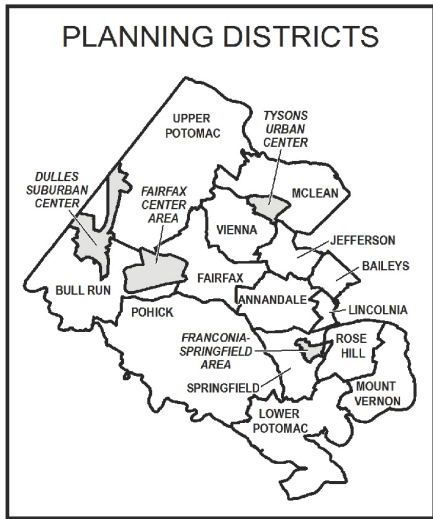 PLANNING DISTRICTS
UPPER
POTOMAC
TYSONS
URBAN
CENTER
DULLES
SUBURBAN
CENTER
FAIRFAX
CENTER
AREA
MCLEAN
VIENNA
JEFFERSON
BAILEYS
FAIRFAX
BULL RUN
ANNANDALE
POHICK
LINCOLNIA
FRANCONIA-
SPRINGFIELD
AREA
ROSE
HILL
SPRINGFIELD
MOUNT
VERNON
LOWER
POTOMAC